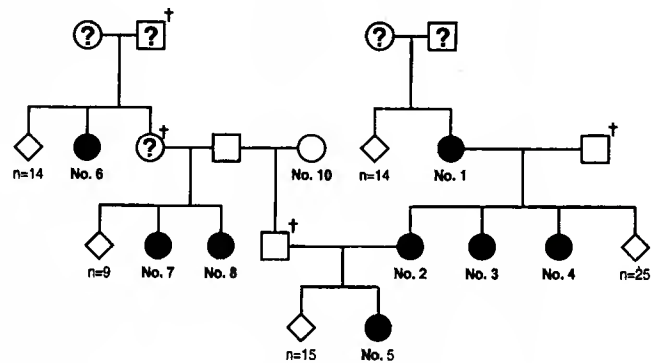 ? ? † ? ?
n=14 No. 6 ? † No. 10 n=14 No. 1 †
n=9 No. 7 No. 8 † No. 2 No. 3 No. 4 n=25
n=15 No. 5